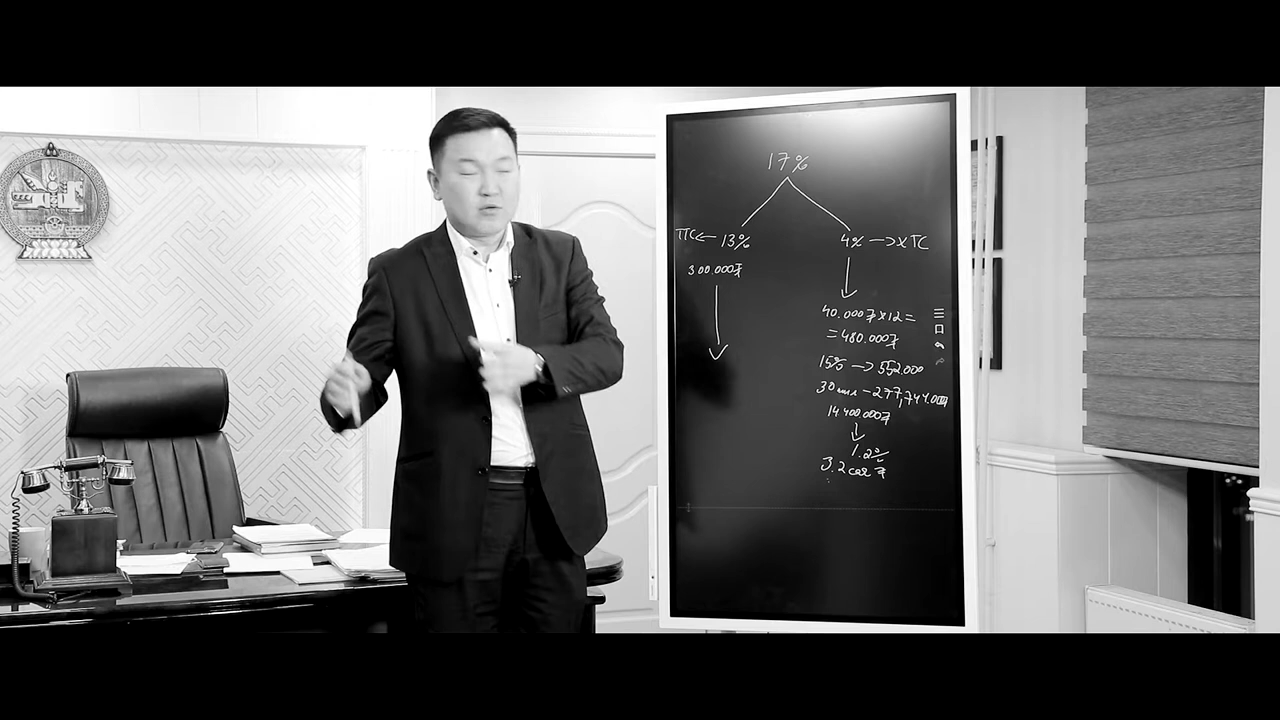 17%
ТТС ← 13%
4% → хТС
300.000₮
40.000₮ x 12 =
= 480.000₮
15% → 552.000
30 жил - 277,744.000
14 400 000₮
1.2%
3.2 сая ₮